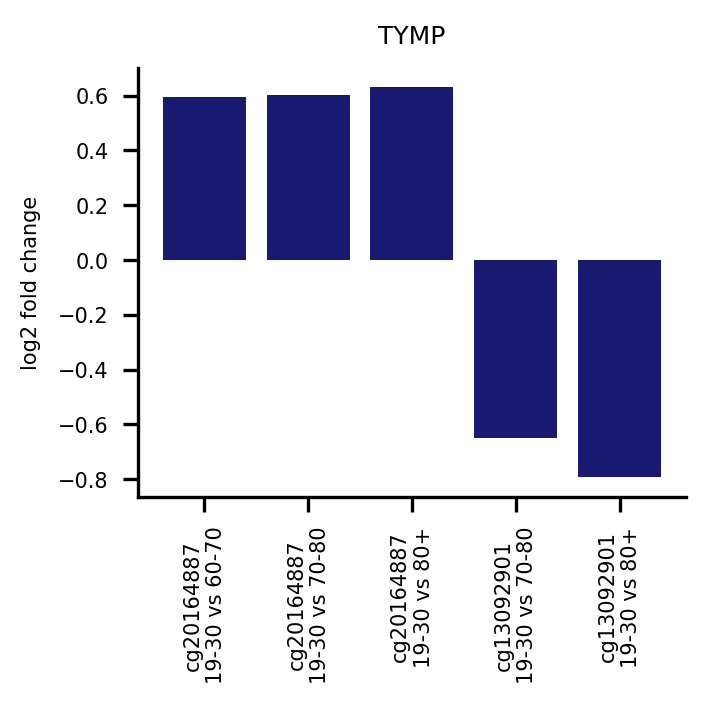 TYMP
log2 fold change
0.6
0.4
0.2
0.0
−0.2
−0.4
−0.6
−0.8
cg20164887
19-30 vs 60-70
cg20164887
19-30 vs 70-80
cg20164887
19-30 vs 80+
cg13092901
19-30 vs 70-80
cg13092901
19-30 vs 80+